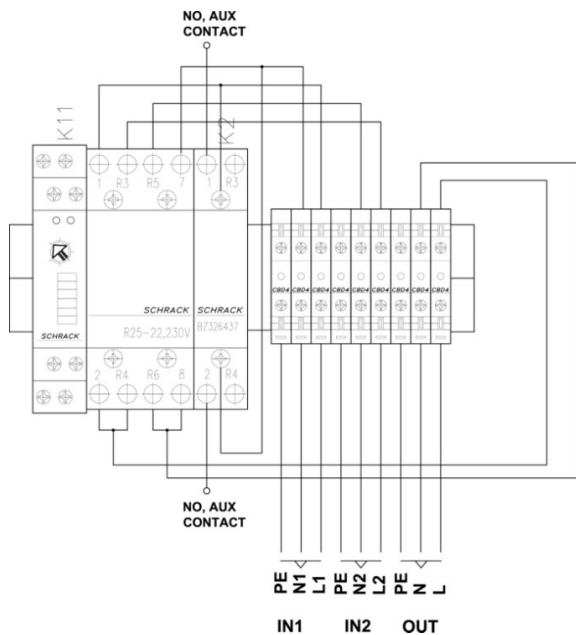 NO, AUX
CONTACT
K11
K2
1 R3 R5 7 1 R3
SCHRACK
SCHRACK SCHRACK
R25-22,230V BZ326437
2 R4 R6 8 2 R4
CBD4 CBD4 CBD4 CBD4 CBD4 CBD4 CBD4 CBD4 CBD4
NO, AUX
CONTACT
PE N1 L1 PE N2 L2 PE N L
IN1 IN2 OUT